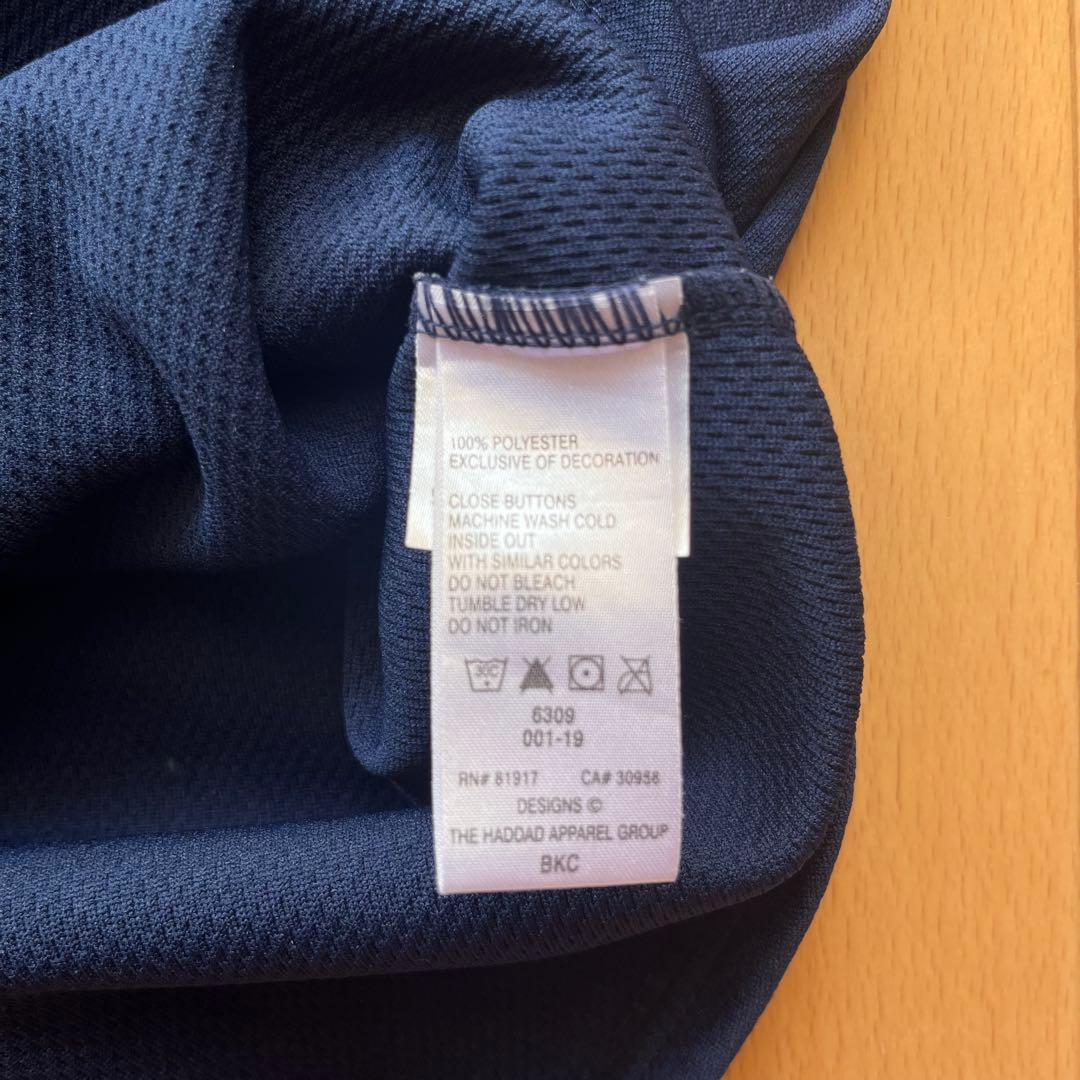 100% POLYESTER
EXCLUSIVE OF DECORATION
CLOSE BUTTONS
MACHINE WASH COLD
INSIDE OUT
WITH SIMILAR COLORS
DO NOT BLEACH
TUMBLE DRY LOW
DO NOT IRON
30C
6309
001-19
RN# 81917 CA# 30958
DESIGNS ©
THE HADDAD APPAREL GROUP
BKC